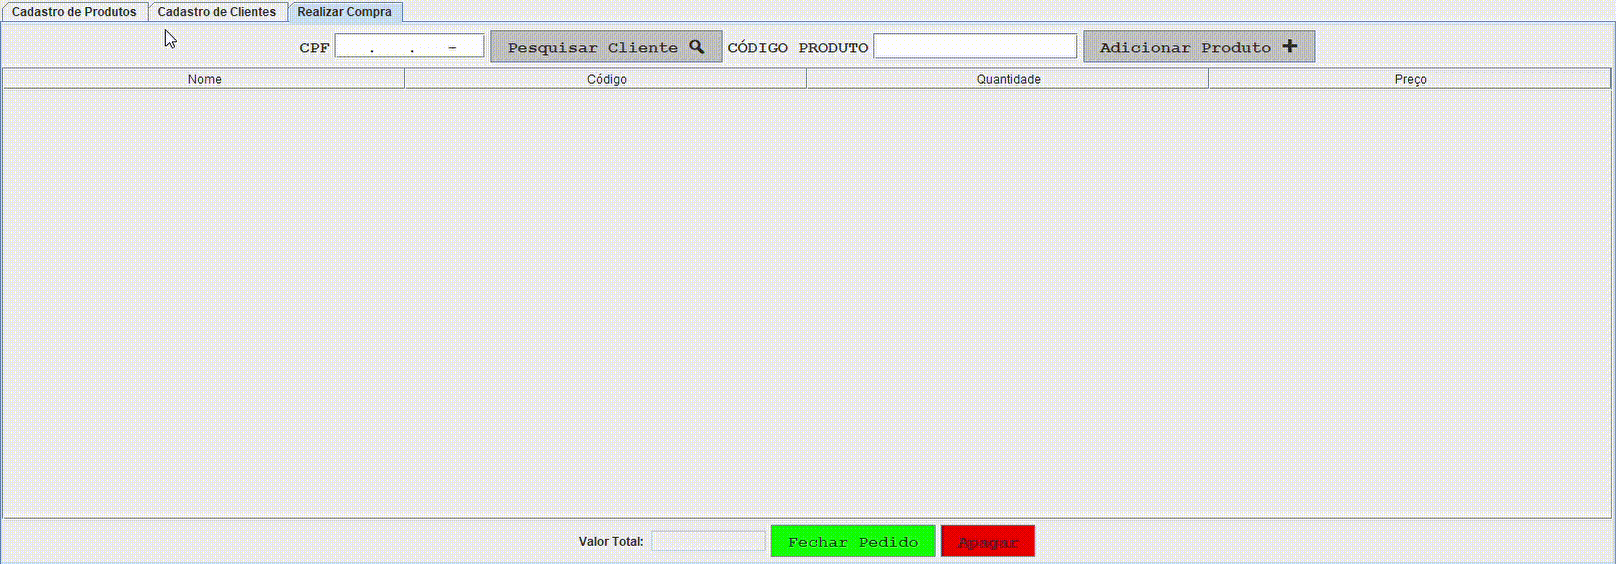 Cadastro de Produtos Cadastro de Clientes Realizar Compra
CPF . . - Pesquisar Cliente CÓDIGO PRODUTO Adicionar Produto
Nome Código Quantidade Preço
Valor Total: Fechar Pedido Apagar